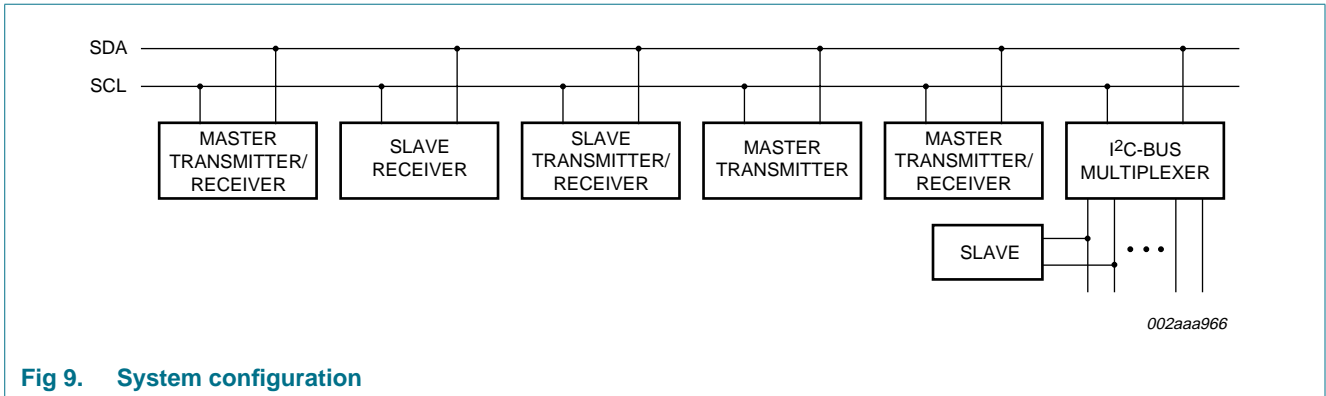 SDA
SCL
MASTER
TRANSMITTER/
RECEIVER
SLAVE
RECEIVER
SLAVE
TRANSMITTER/
RECEIVER
MASTER
TRANSMITTER
MASTER
TRANSMITTER/
RECEIVER
I²C-BUS
MULTIPLEXER
SLAVE
002aaa966
Fig 9. System configuration